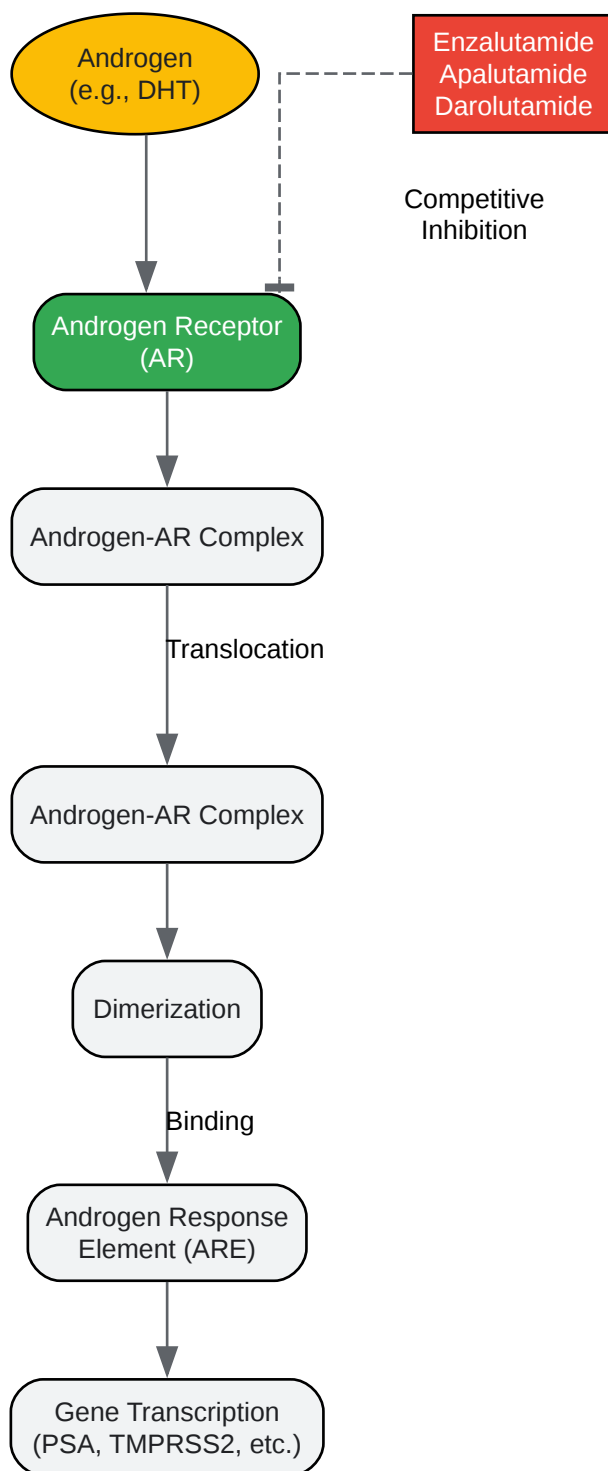 Androgen
(e.g., DHT)
Enzalutamide
Apalutamide
Darolutamide
Competitive
Inhibition
Androgen Receptor
(AR)
Androgen-AR Complex
Translocation
Androgen-AR Complex
Dimerization
Binding
Androgen Response
Element (ARE)
Gene Transcription
(PSA, TMPRSS2, etc.)